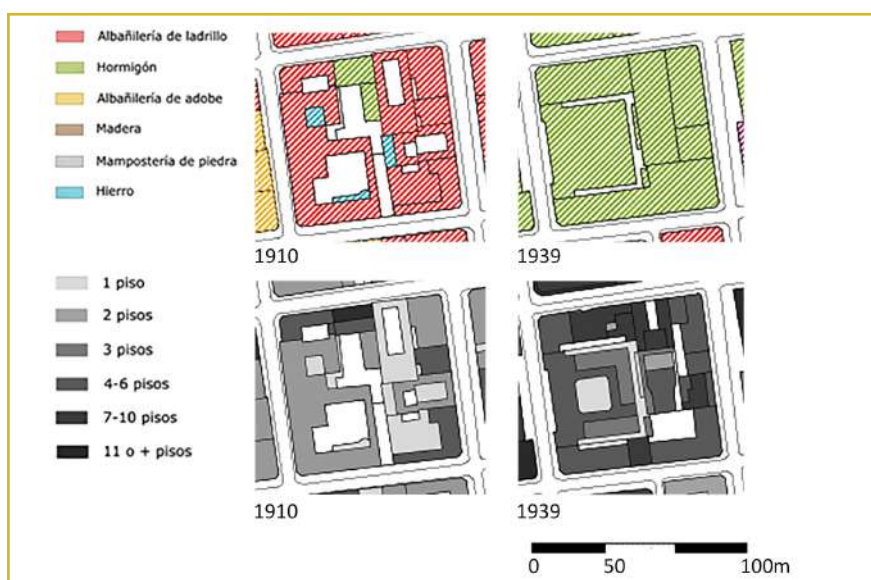 Albañilería de ladrillo
Hormigón
Albañilería de adobe
Madera
Mampostería de piedra
Hierro
1910
1939
1 piso
2 pisos
3 pisos
4-6 pisos
7-10 pisos
11 o + pisos
1910
1939
0 50 100m